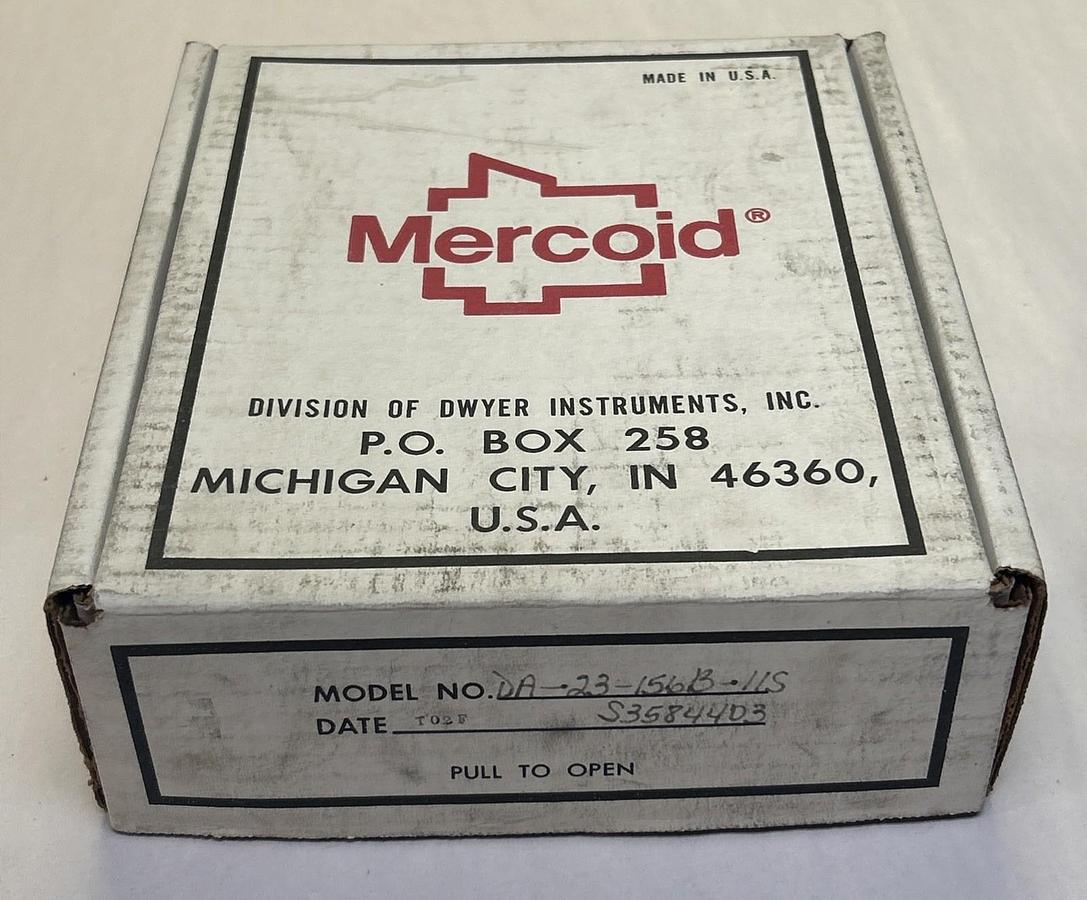 MADE IN U.S.A.
Mercoid®
DIVISION OF DWYER INSTRUMENTS, INC.
P.O. BOX 258
MICHIGAN CITY, IN 46360,
U.S.A.
MODEL NO. DA-23-156B-11S
DATE T02F S3584403
PULL TO OPEN